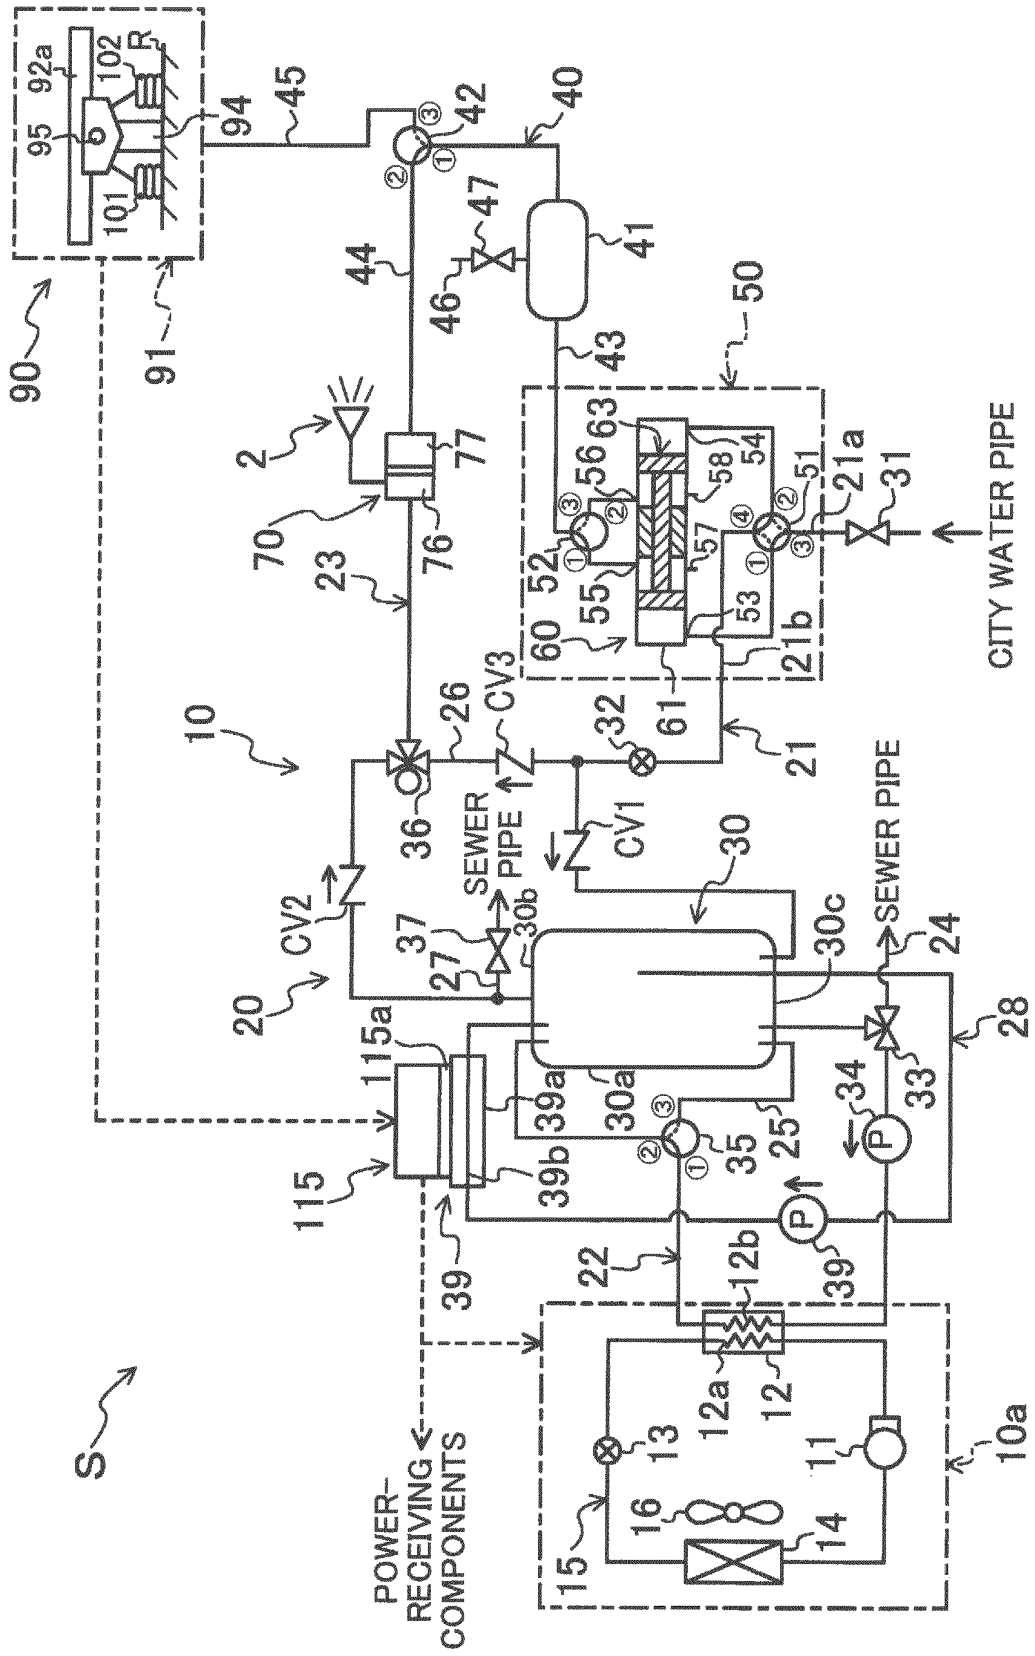 S
90
91
95
92a
101
102
R
94
45
③
42
②
①
40
44
46
47
41
43
50
2
70
76
77
23
10
36
26
CV3
32
21
21b
61
60
63
③
52
①
②
55
56
57
58
53
54
④
51
①
②
③
21a
31
CITY WATER PIPE
CV2
20
37
27
SEWER
PIPE
30b
CV1
30
30a
30c
SEWER PIPE
24
28
33
34
P
115
115a
39a
39b
39
②
③
①
35
25
P
39
22
12b
12a
12
13
11
10a
15
16
14
POWER-
RECEIVING
COMPONENTS